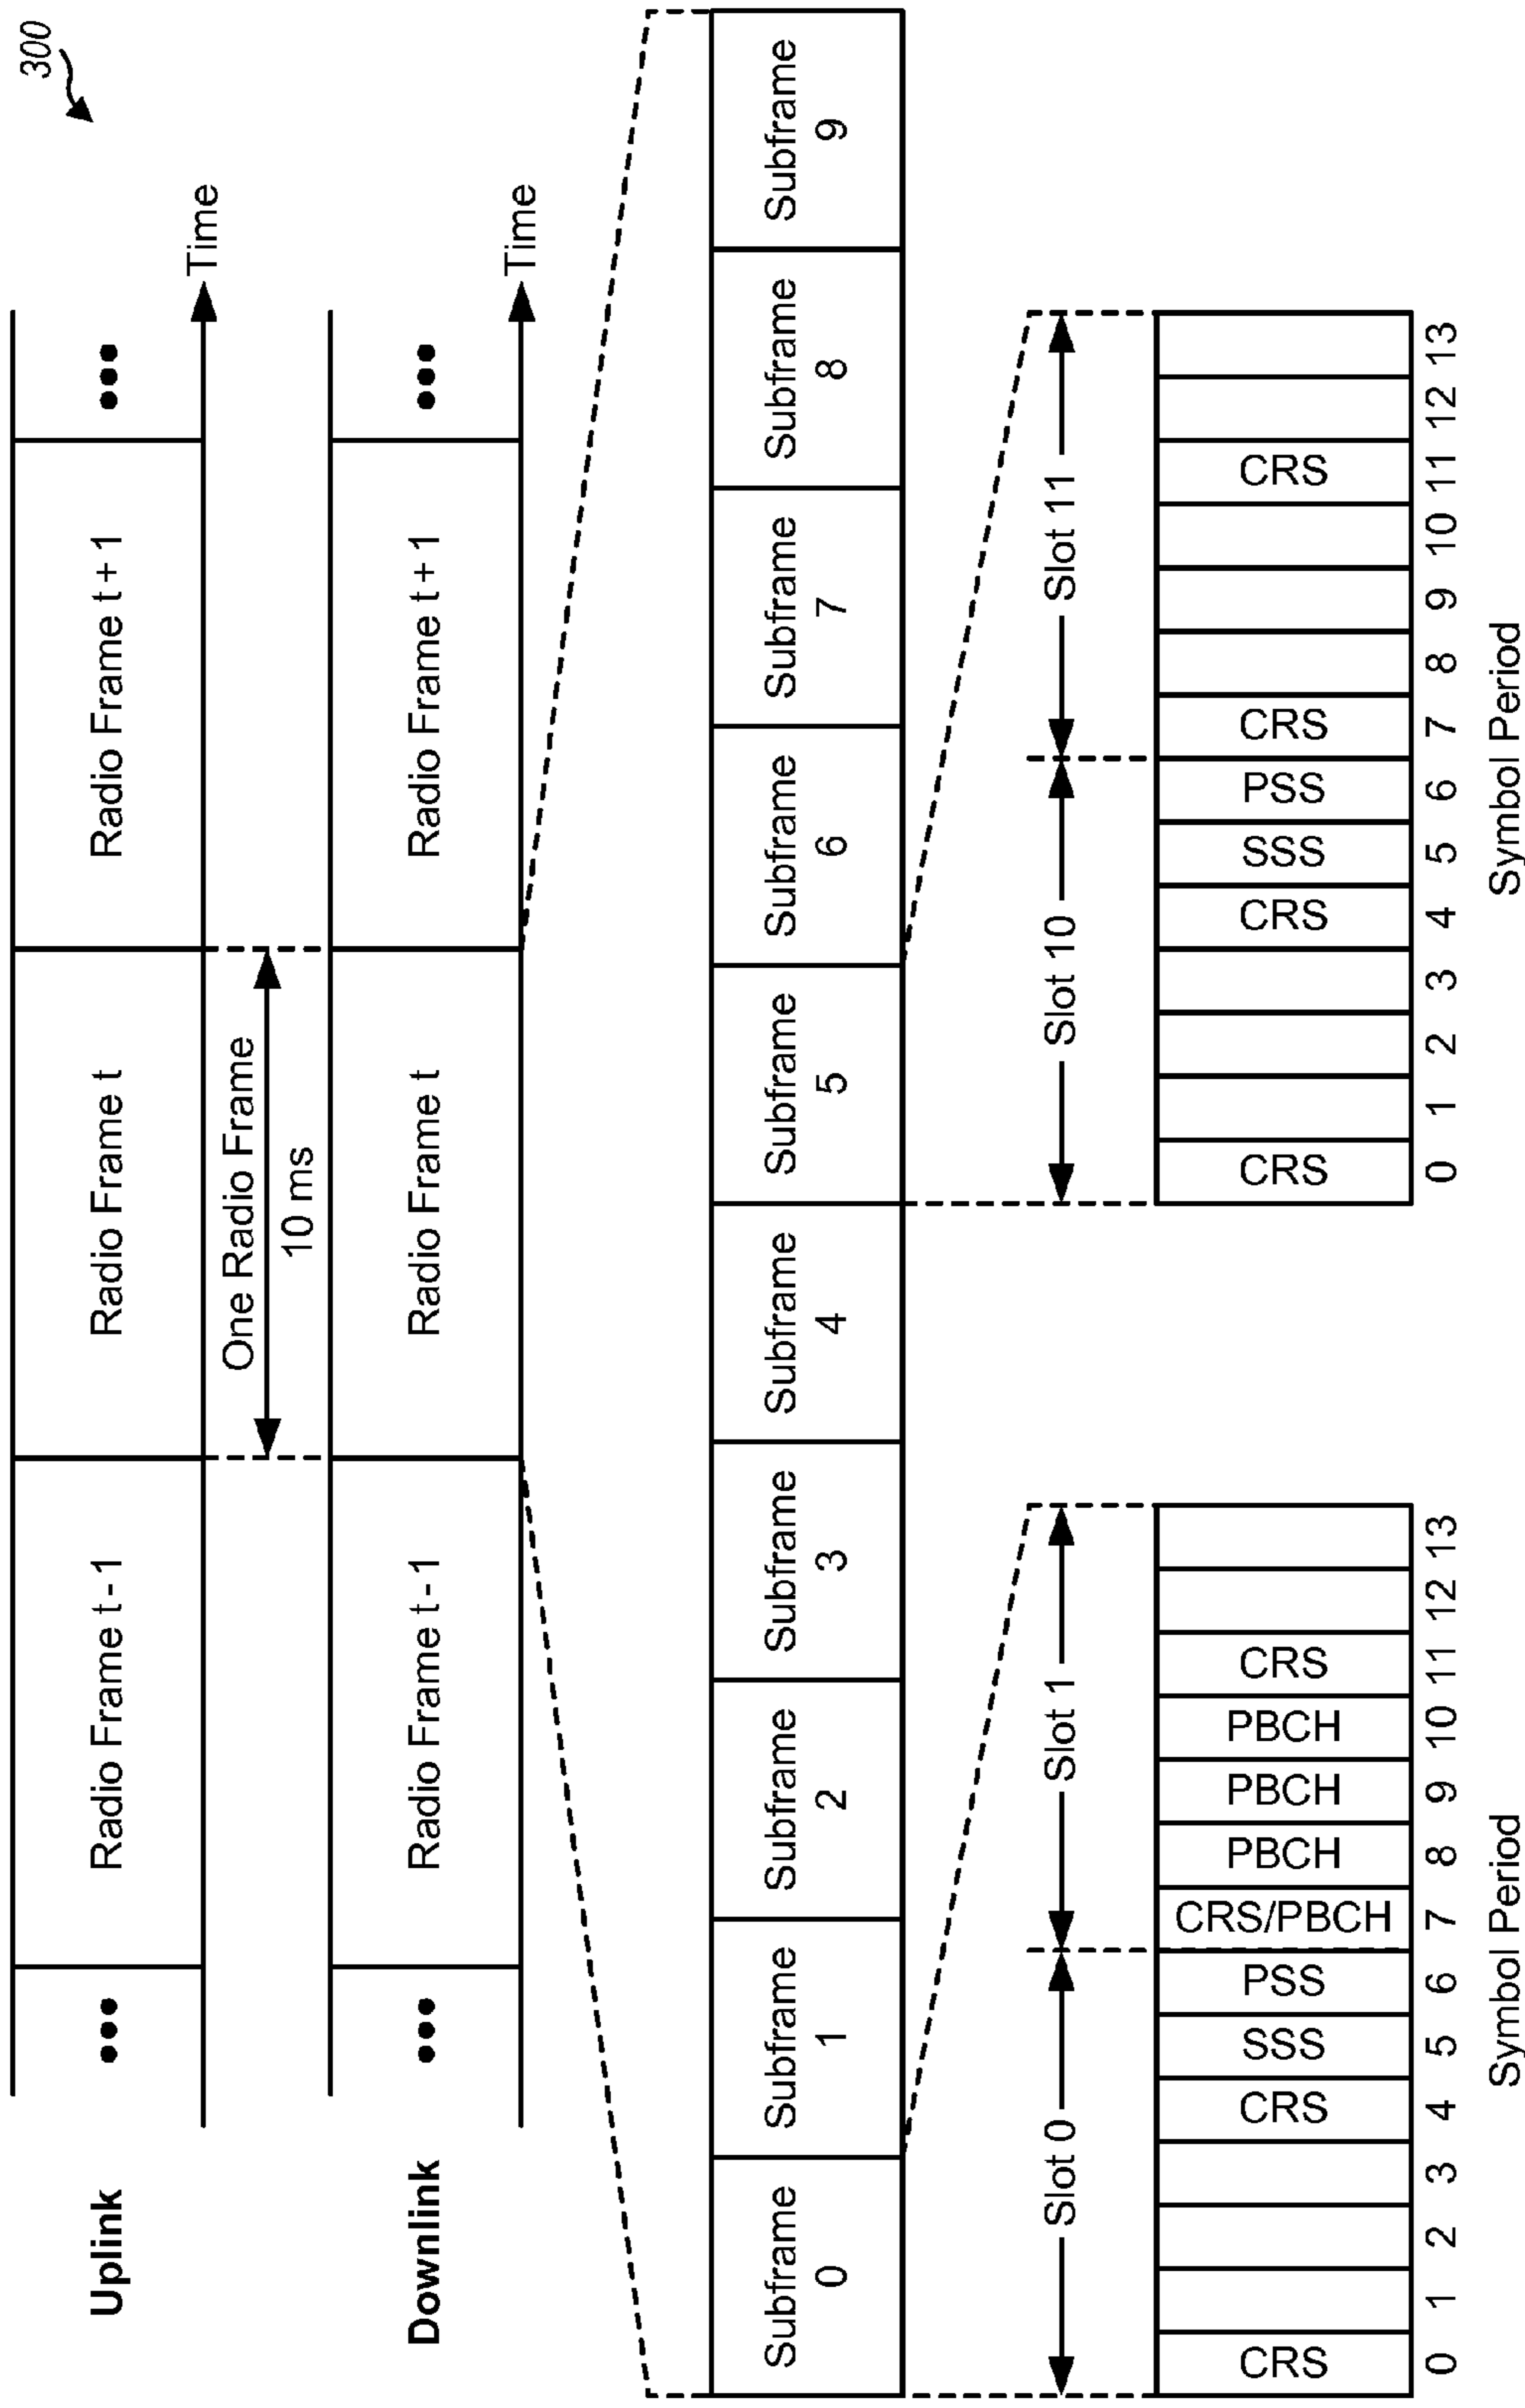 300
Uplink
••• Radio Frame t-1 Radio Frame t Radio Frame t+1 •••
Time
One Radio Frame
10 ms
Downlink
••• Radio Frame t-1 Radio Frame t Radio Frame t+1 •••
Time
Subframe Subframe Subframe Subframe Subframe Subframe Subframe Subframe Subframe Subframe
0 1 2 3 4 5 6 7 8 9
Slot 0 Slot 1
CRS CRS SSS PSS CRS/PBCH PBCH PBCH PBCH CRS
0 1 2 3 4 5 6 7 8 9 10 11 12 13
Symbol Period
Slot 10 Slot 11
CRS CRS SSS PSS CRS CRS
0 1 2 3 4 5 6 7 8 9 10 11 12 13
Symbol Period